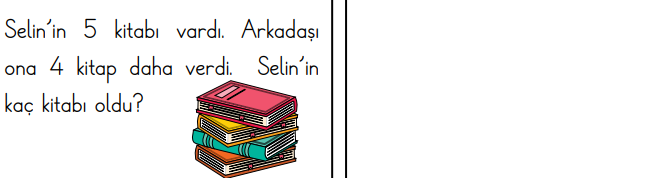 Selin'in 5 kitabı vardı. Arkadaşı
ona 4 kitap daha verdi. Selin'in
kaç kitabı oldu?